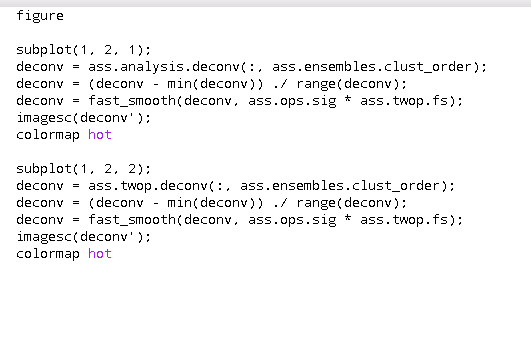 figure
subplot(1, 2, 1);
deconv = ass.analysis.deconv(:, ass.ensembles.clust_order);
deconv = (deconv - min(deconv)) ./ range(deconv);
deconv = fast_smooth(deconv, ass.ops.sig * ass.twop.fs);
imagesc(deconv');
colormap hot
subplot(1, 2, 2);
deconv = ass.twop.deconv(:, ass.ensembles.clust_order);
deconv = (deconv - min(deconv)) ./ range(deconv);
deconv = fast_smooth(deconv, ass.ops.sig * ass.twop.fs);
imagesc(deconv');
colormap hot